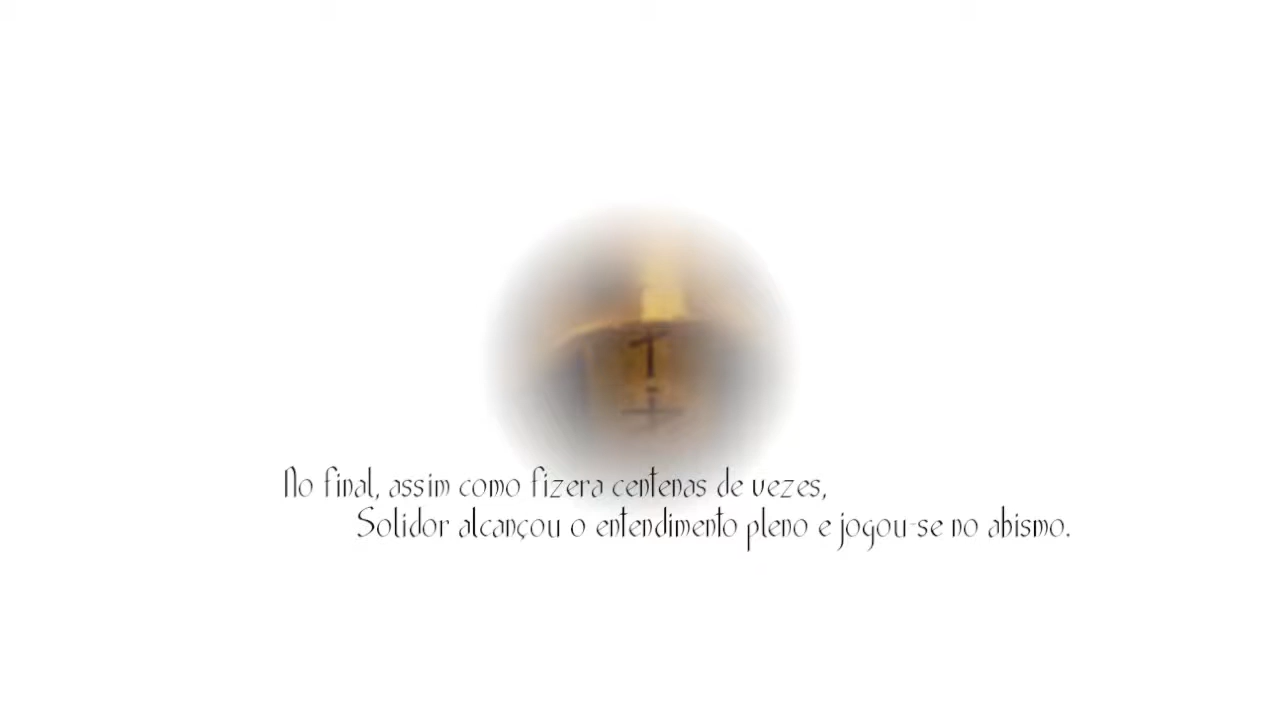 No final, assim como fizera centenas de vezes,
Solidor alcançou o entendimento pleno e jogou-se no abismo.